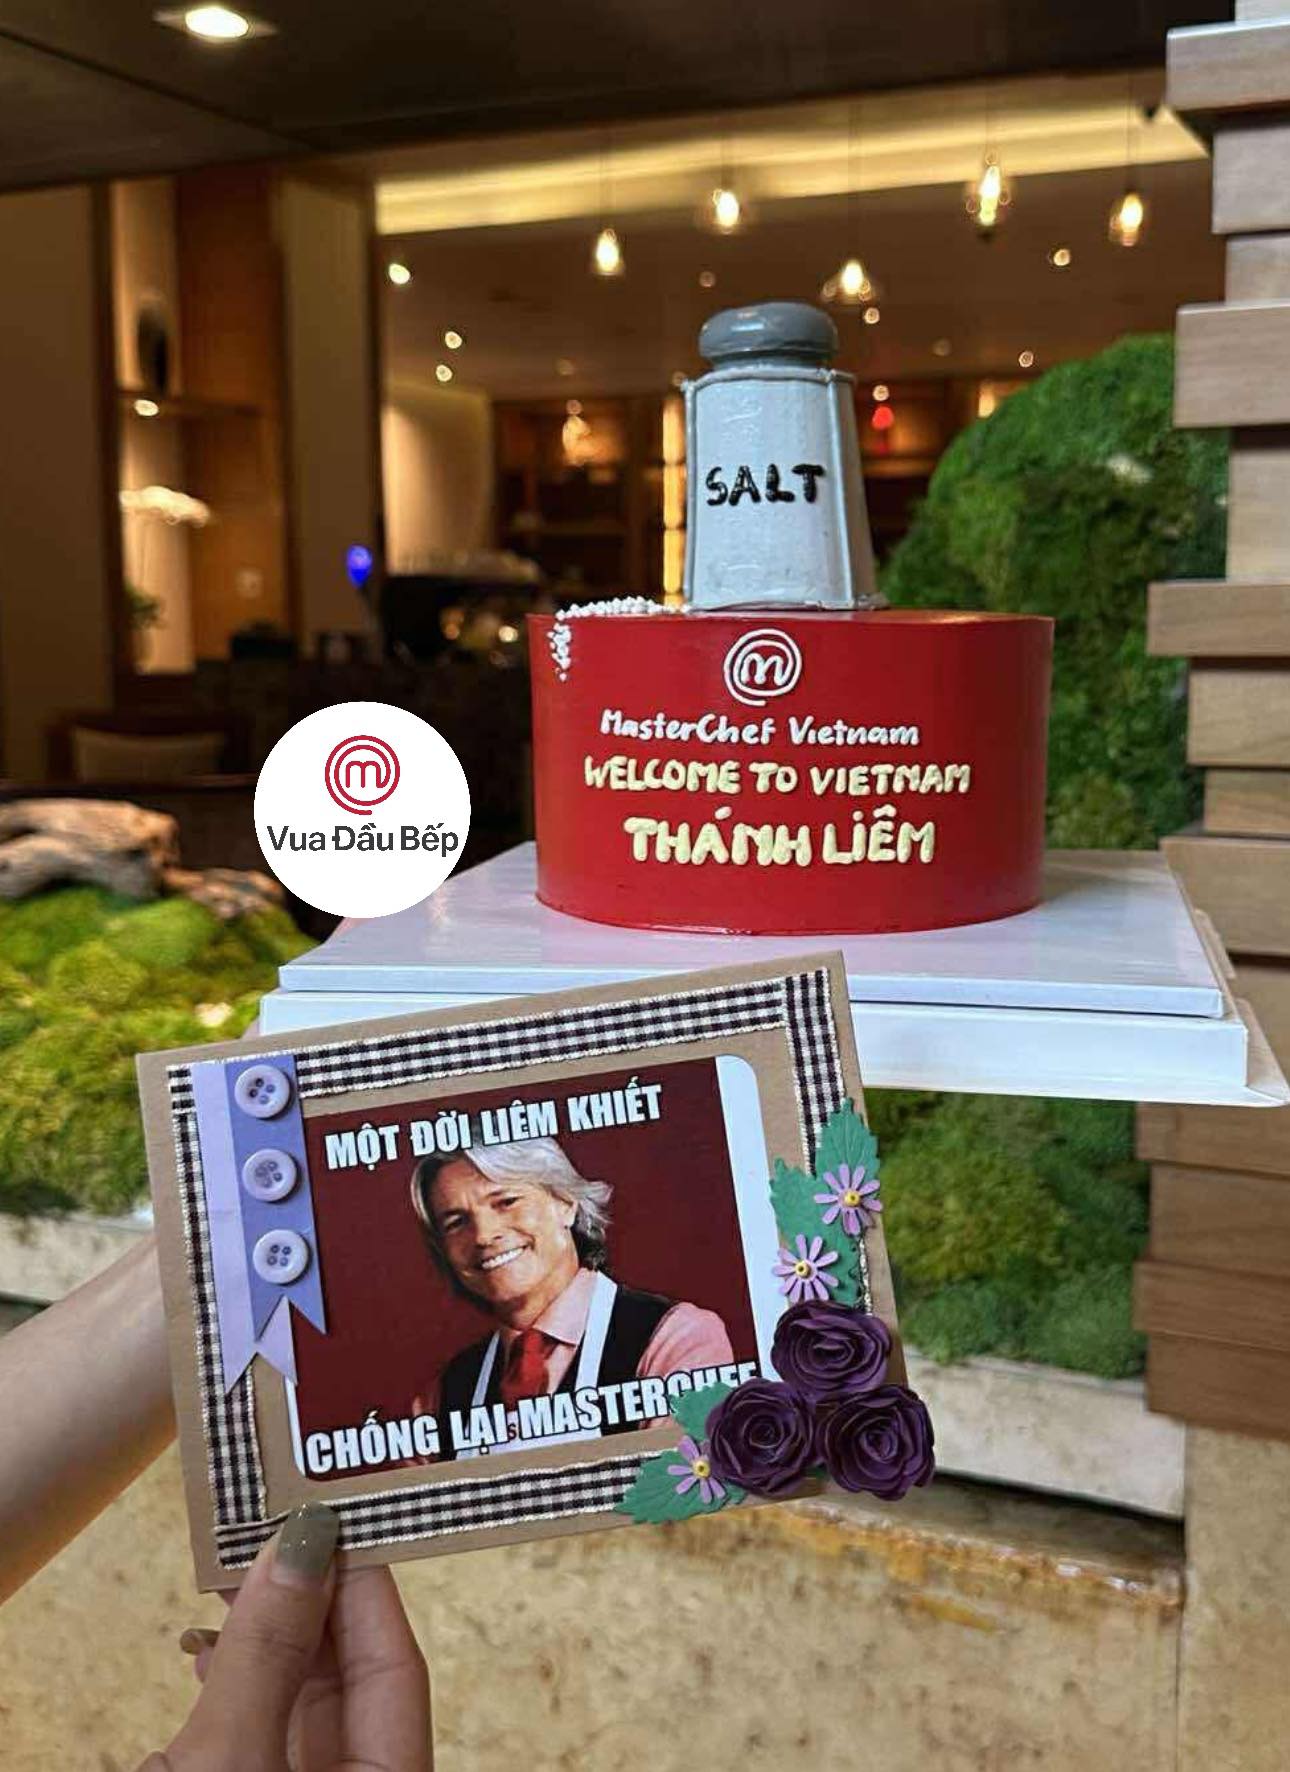 SALT
MasterChef Vietnam
WELCOME TO VIETNAM
THÁNH LIÊM
Vua Đầu Bếp
MỘT ĐỜI LIÊM KHIẾT
CHỐNG LẠI MASTERCHEF